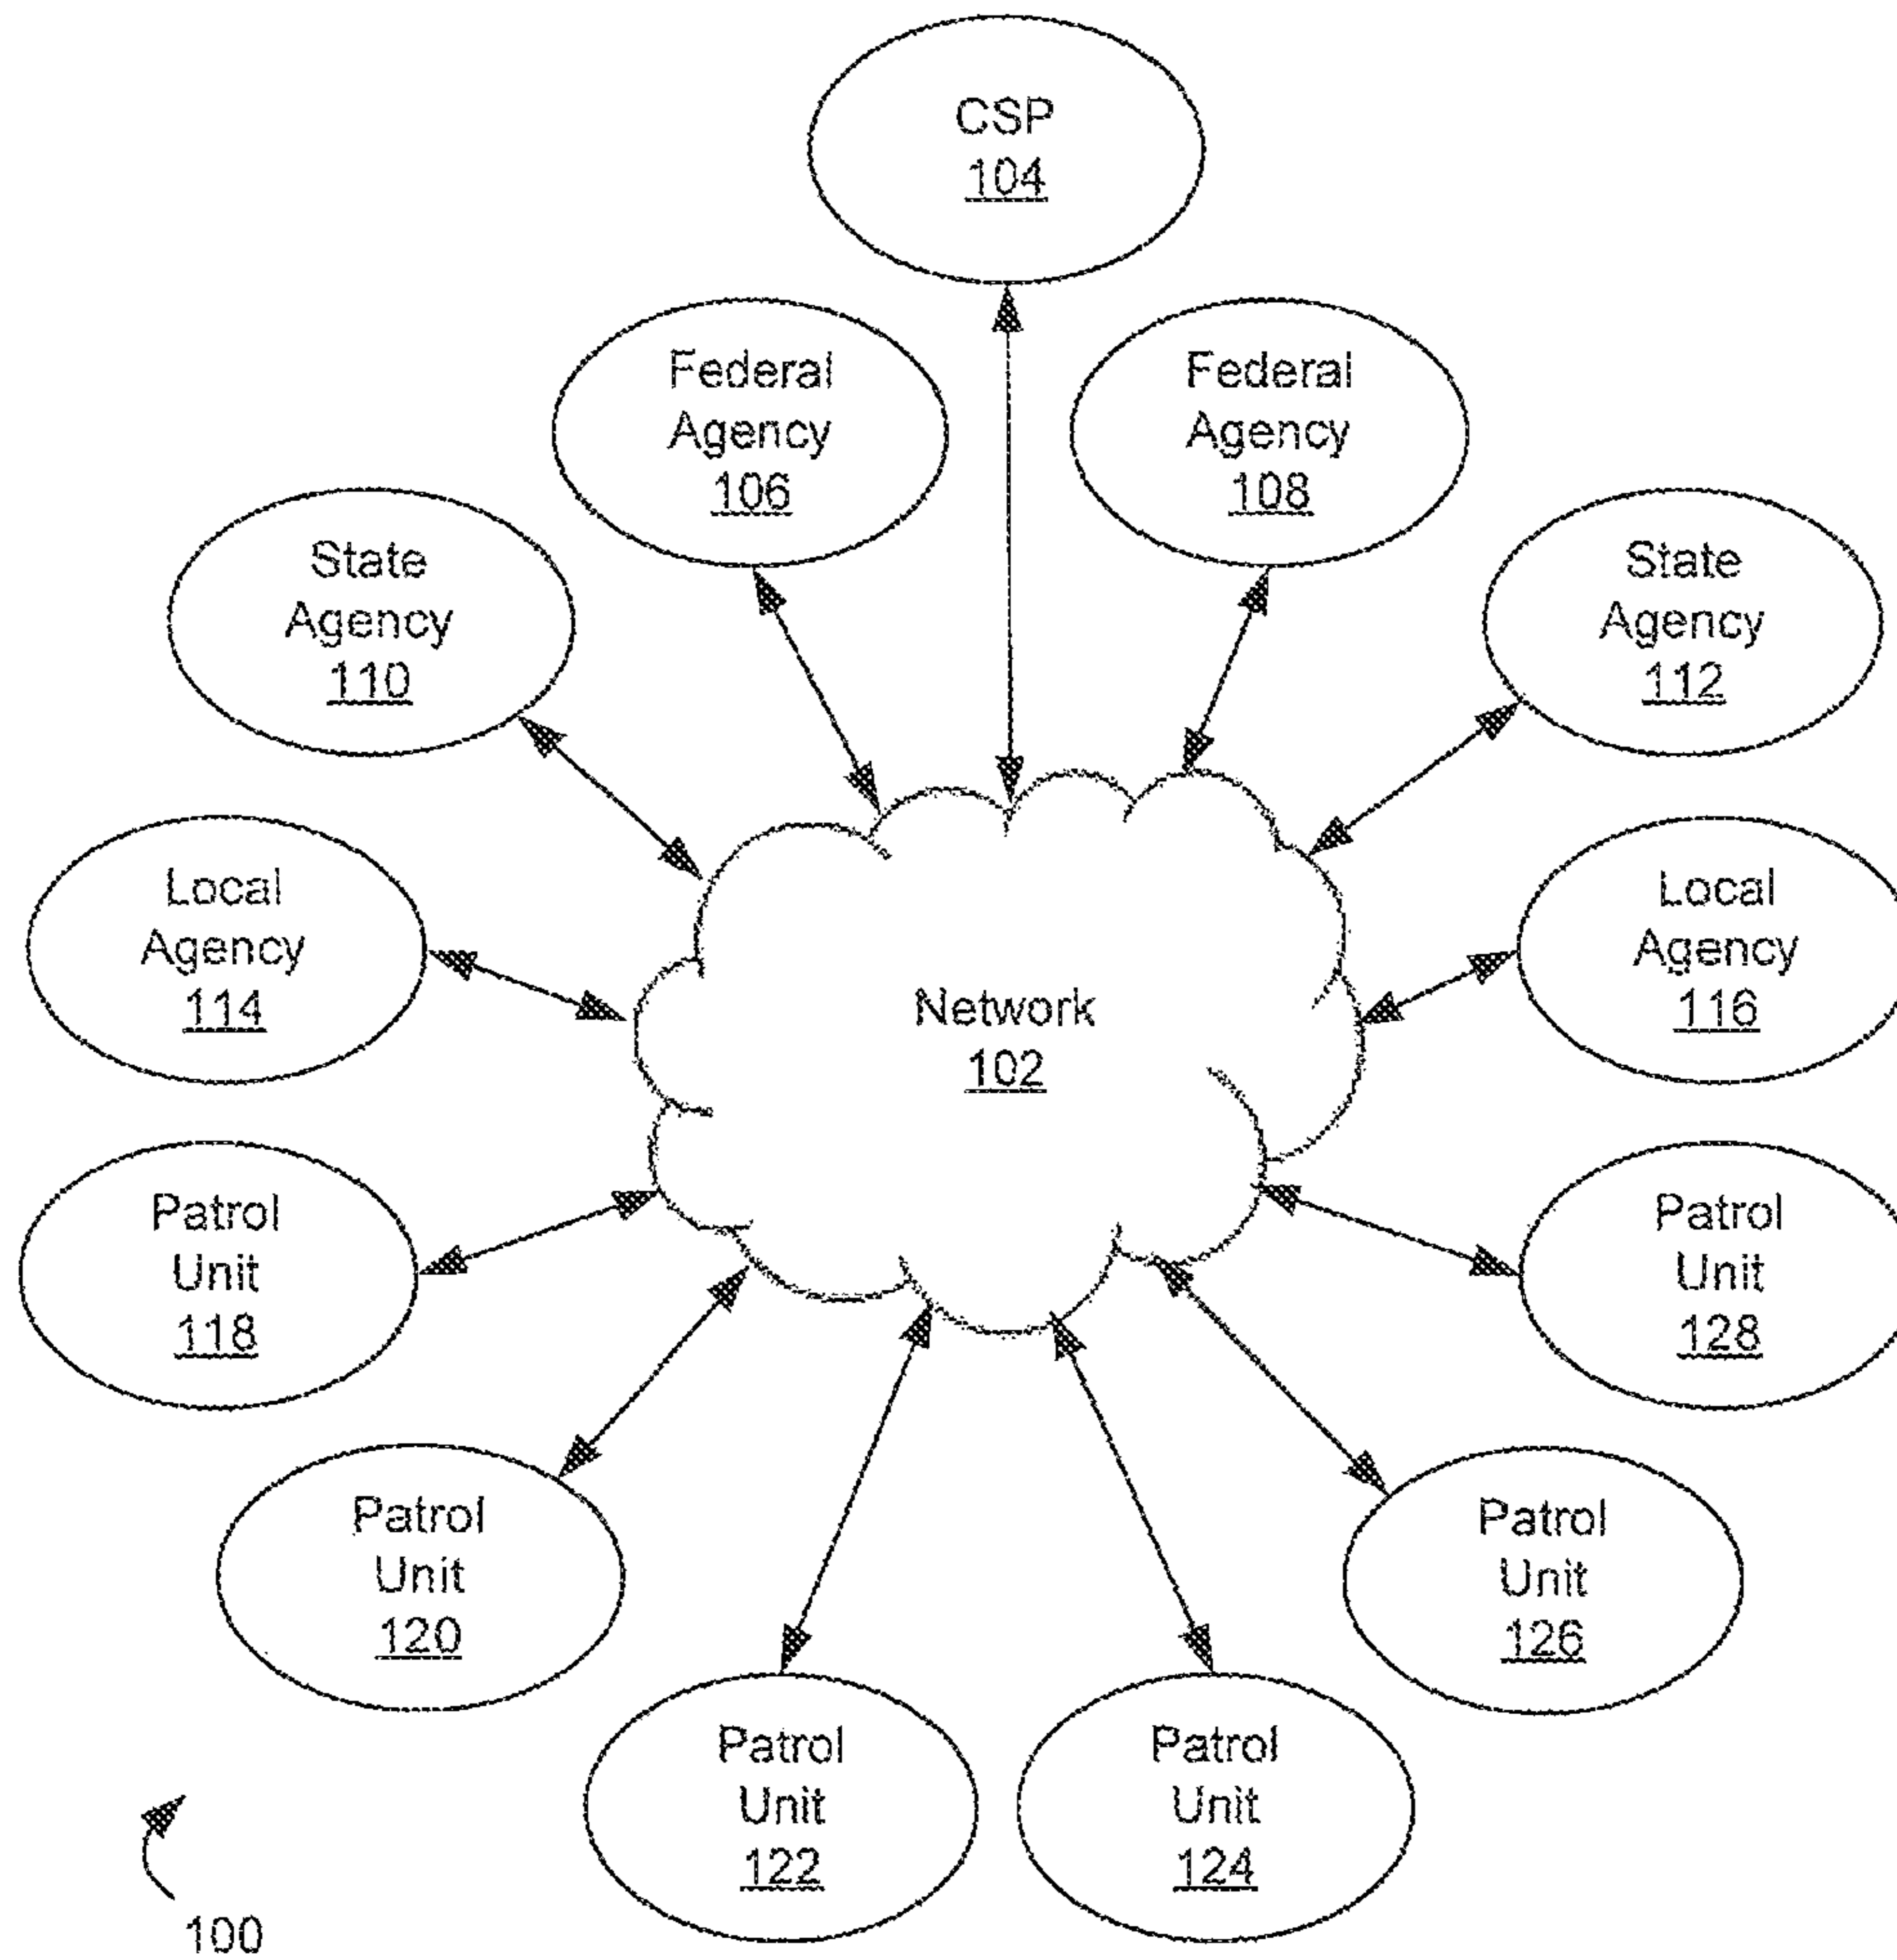 CSP
104
Federal
Agency
106
Federal
Agency
108
State
Agency
110
State
Agency
112
Local
Agency
114
Local
Agency
116
Network
102
Patrol
Unit
118
Patrol
Unit
128
Patrol
Unit
120
Patrol
Unit
126
Patrol
Unit
122
Patrol
Unit
124
100